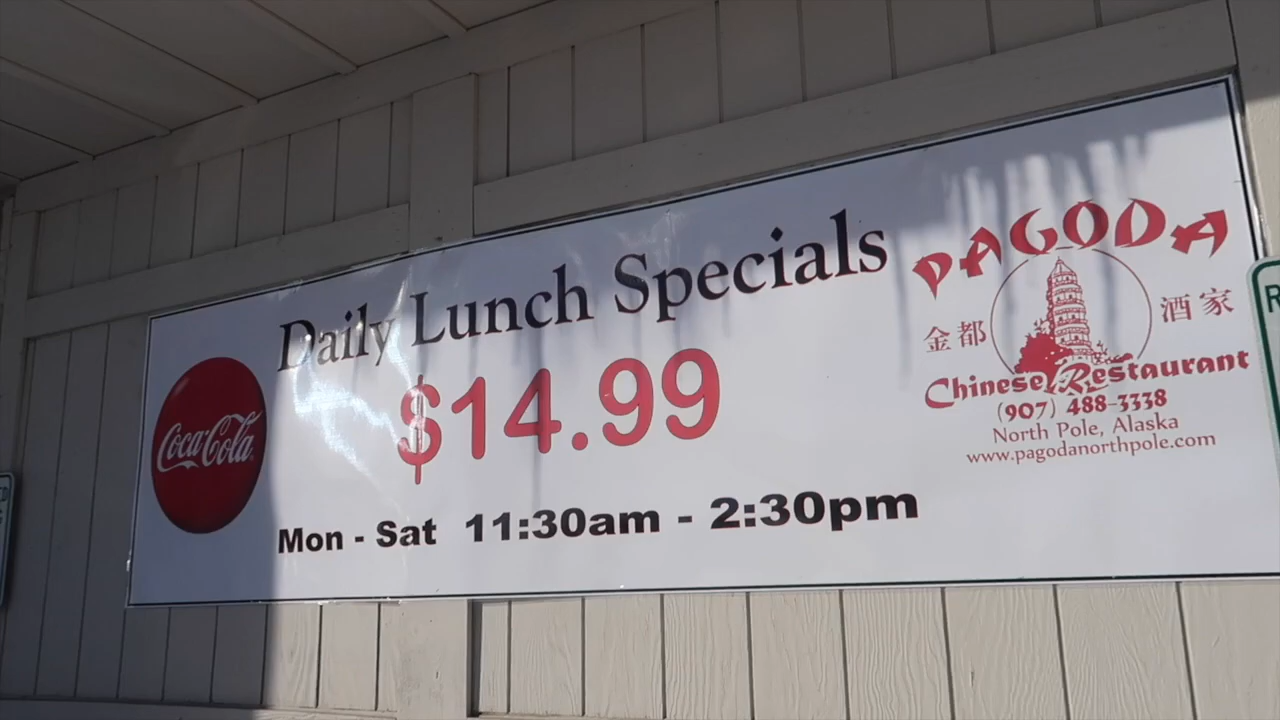 Daily Lunch Specials
$14.99
Mon - Sat 11:30am - 2:30pm
Coca-Cola
PAGODA
金都 酒家
Chinese Restaurant
(907) 488-3338
North Pole, Alaska
www.pagodanorthpole.com
R